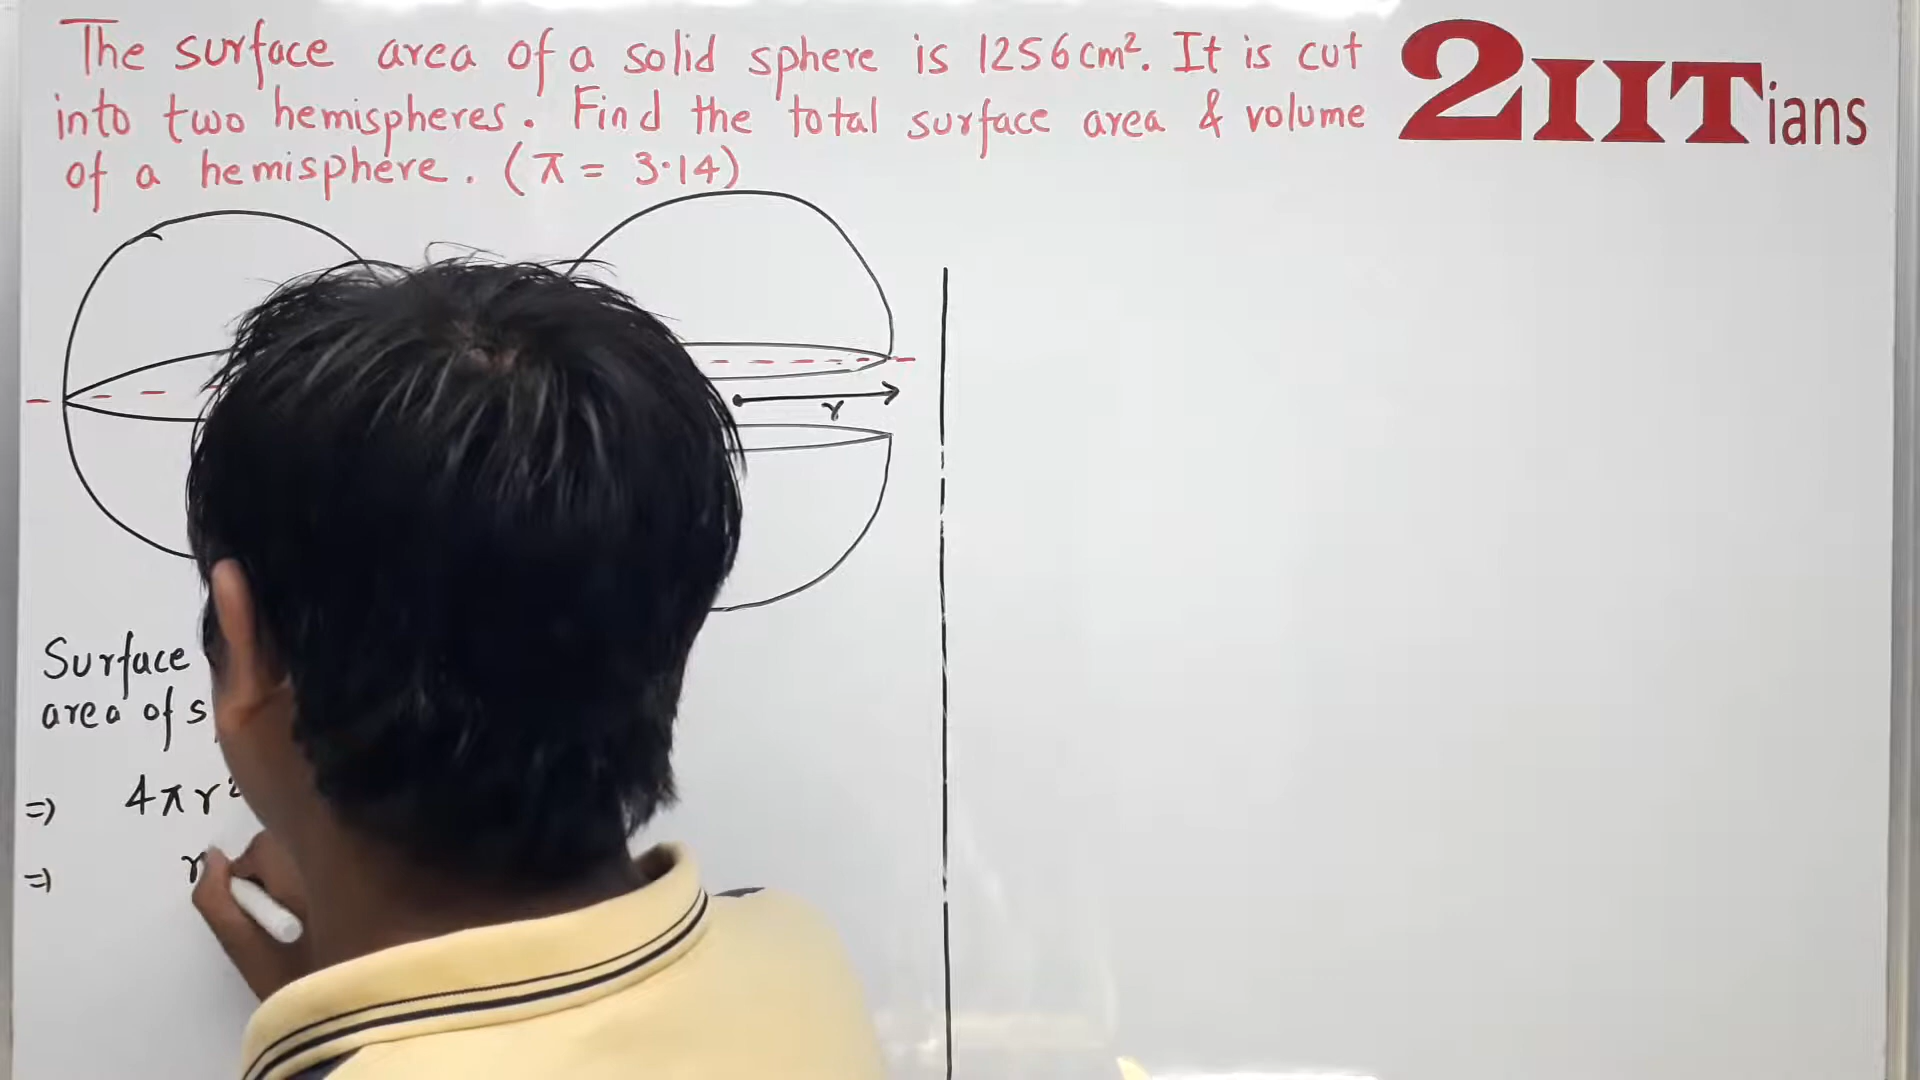 The surface area of a solid sphere is 1256 cm². It is cut
into two hemispheres. Find the total surface area & volume
of a hemisphere. (π = 3.14)
2IITians
r
Surface
area of s
⇒ 4πr²
⇒ r